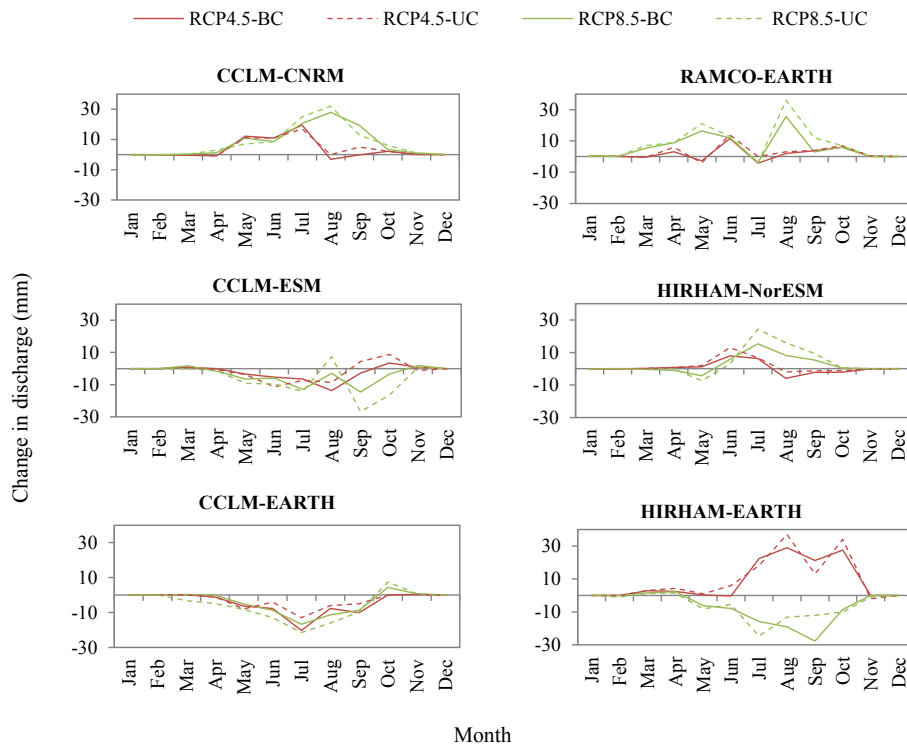 RCP4.5-BC RCP4.5-UC RCP8.5-BC RCP8.5-UC
Change in discharge (mm)
CCLM-CNRM
30
10
-10
-30
Jan Feb Mar Apr May Jun Jul Aug Sep Oct Nov Dec
RAMCO-EARTH
30
10
-10
-30
Jan Feb Mar Apr May Jun Jul Aug Sep Oct Nov Dec
CCLM-ESM
30
10
-10
-30
Jan Feb Mar Apr May Jun Jul Aug Sep Oct Nov Dec
HIRHAM-NorESM
30
10
-10
-30
Jan Feb Mar Apr May Jun Jul Aug Sep Oct Nov Dec
CCLM-EARTH
30
10
-10
-30
Jan Feb Mar Apr May Jun Jul Aug Sep Oct Nov Dec
HIRHAM-EARTH
30
10
-10
-30
Jan Feb Mar Apr May Jun Jul Aug Sep Oct Nov Dec
Month